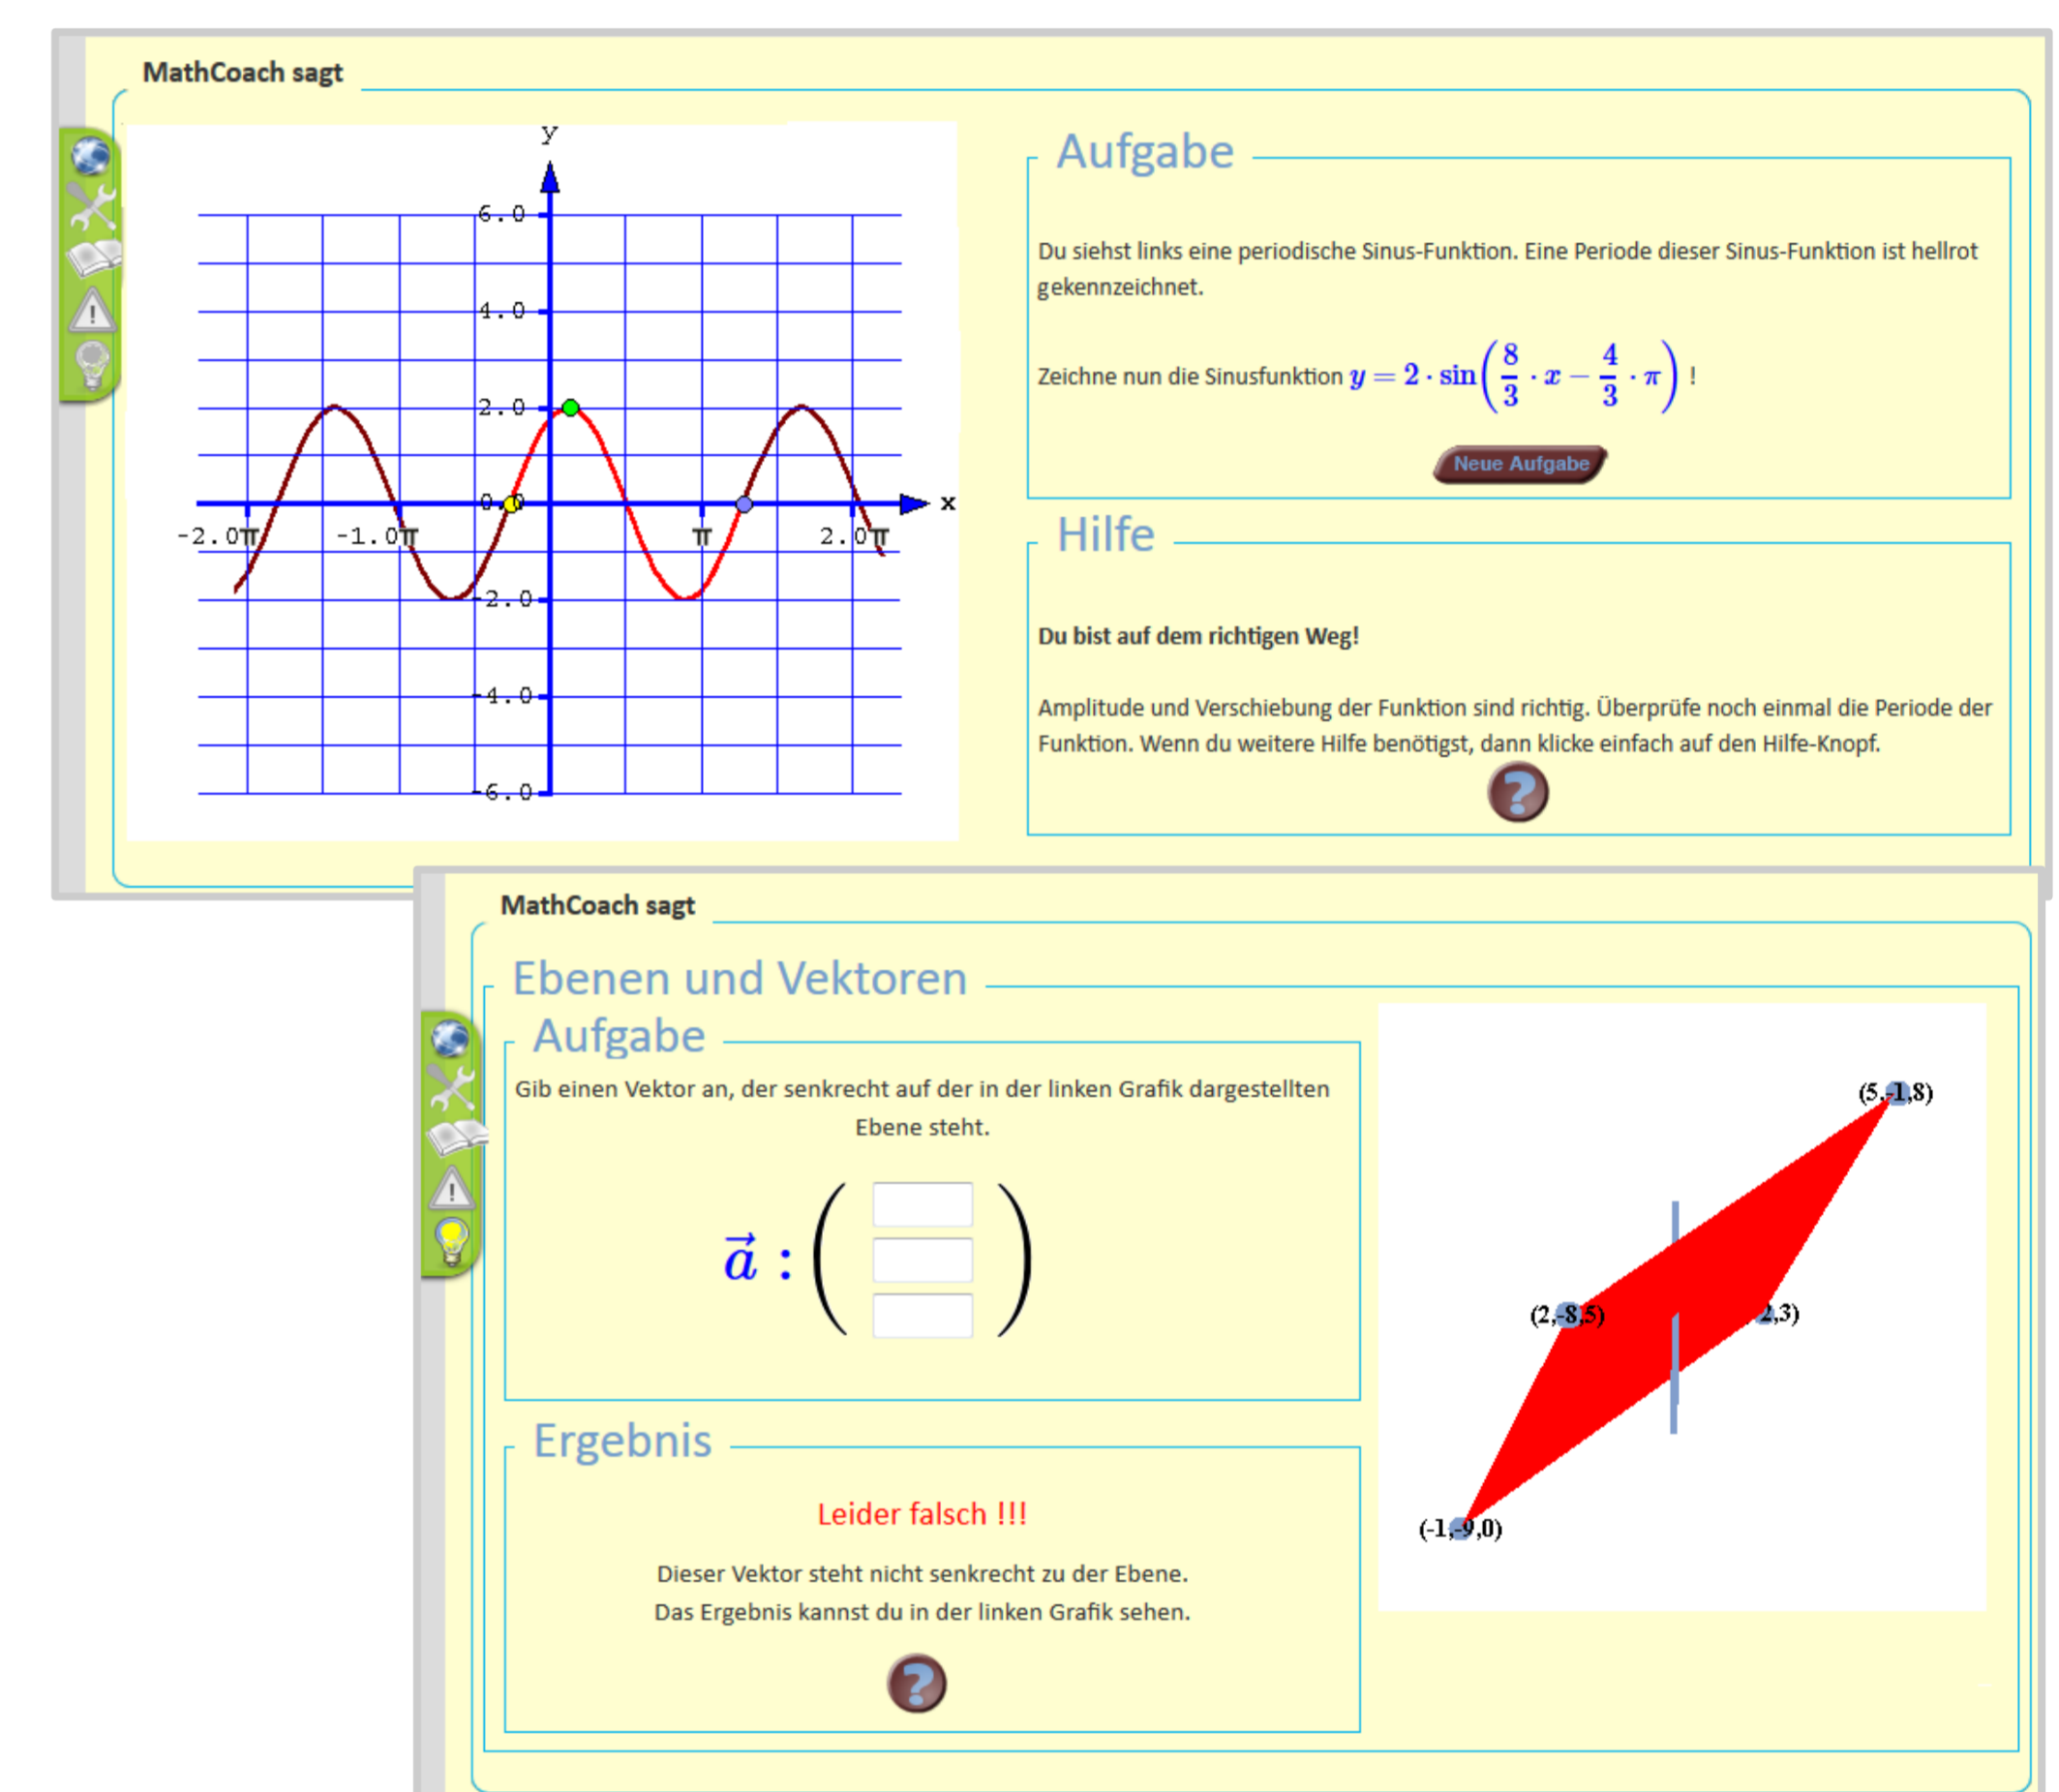 MathCoach sagt
y
6.0
4.0
2.0
0.0
x
-2.0π
-1.0π
π
2.0π
-2.0
-4.0
-6.0
Aufgabe
Du siehst links eine periodische Sinus-Funktion. Eine Periode dieser Sinus-Funktion ist hellrot
gekennzeichnet.
Zeichne nun die Sinusfunktion y = 2 · sin(8/3 · x − 4/3 · π) !
Neue Aufgabe
Hilfe
Du bist auf dem richtigen Weg!
Amplitude und Verschiebung der Funktion sind richtig. Überprüfe noch einmal die Periode der
Funktion. Wenn du weitere Hilfe benötigst, dann klicke einfach auf den Hilfe-Knopf.
?
MathCoach sagt
Ebenen und Vektoren
Aufgabe
Gib einen Vektor an, der senkrecht auf der in der linken Grafik dargestellten
Ebene steht.
a⃗ : ( )
Ergebnis
Leider falsch !!!
Dieser Vektor steht nicht senkrecht zu der Ebene.
Das Ergebnis kannst du in der linken Grafik sehen.
?
(5,-1,8)
(2,-8,5)
2,3)
(-1,-9,0)